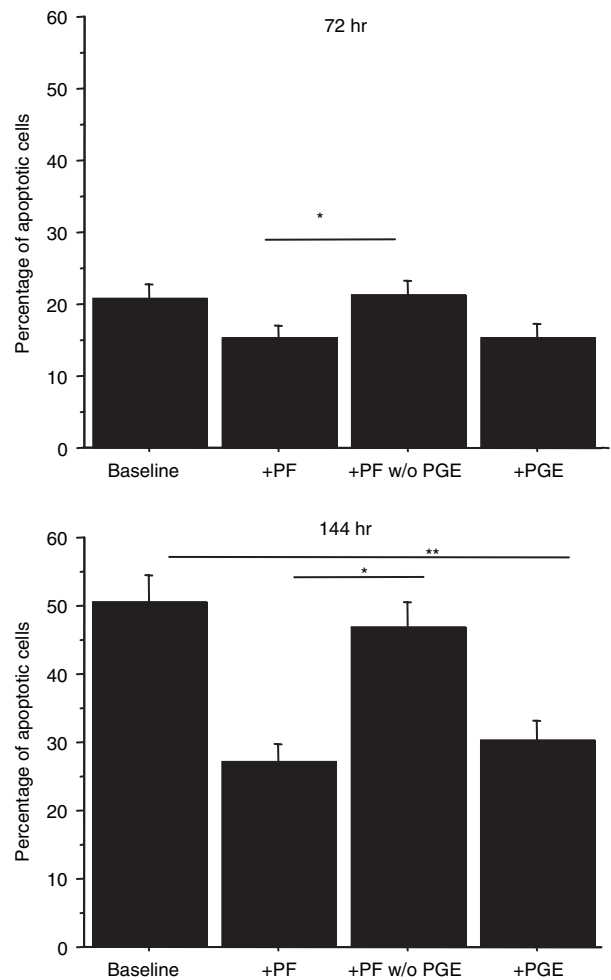 72 hr
Percentage of apoptotic cells
60
50
40
30
20
10
0
*
Baseline +PF +PF w/o PGE +PGE
144 hr
Percentage of apoptotic cells
60
50
40
30
20
10
0
**
*
Baseline +PF +PF w/o PGE +PGE